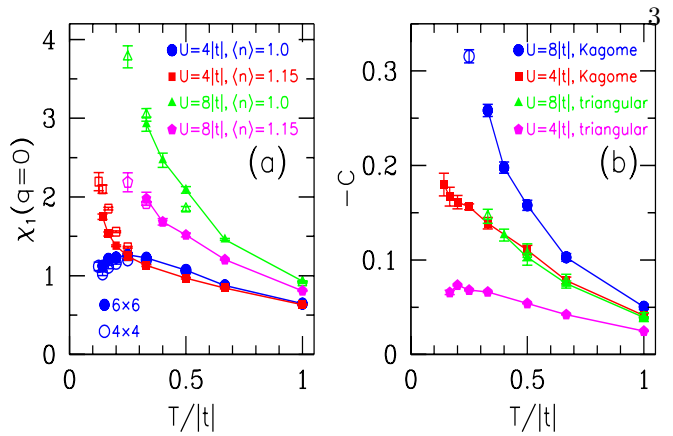 3
U=4|t|, ⟨n⟩=1.0
U=4|t|, ⟨n⟩=1.15
U=8|t|, ⟨n⟩=1.0
U=8|t|, ⟨n⟩=1.15
(a)
6×6
4×4
χ₁(q=0)
4
3
2
1
0
0
0.5
1
T/|t|
U=8|t|, Kagome
U=4|t|, Kagome
U=8|t|, triangular
U=4|t|, triangular
(b)
−C
0.3
0.2
0.1
0
0
0.5
1
T/|t|